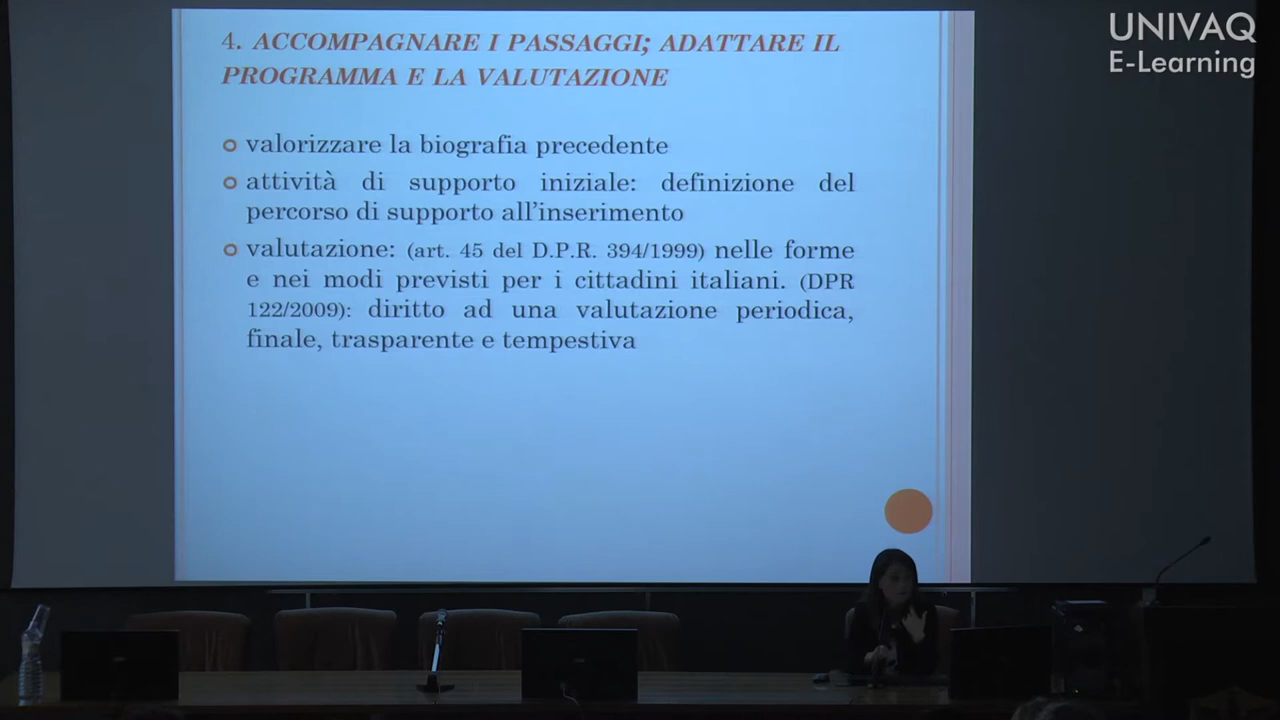 UNIVAQ
E-Learning
4. ACCOMPAGNARE I PASSAGGI; ADATTARE IL
PROGRAMMA E LA VALUTAZIONE
valorizzare la biografia precedente
attività di supporto iniziale: definizione del
percorso di supporto all'inserimento
valutazione: (art. 45 del D.P.R. 394/1999) nelle forme
e nei modi previsti per i cittadini italiani. (DPR
122/2009): diritto ad una valutazione periodica,
finale, trasparente e tempestiva